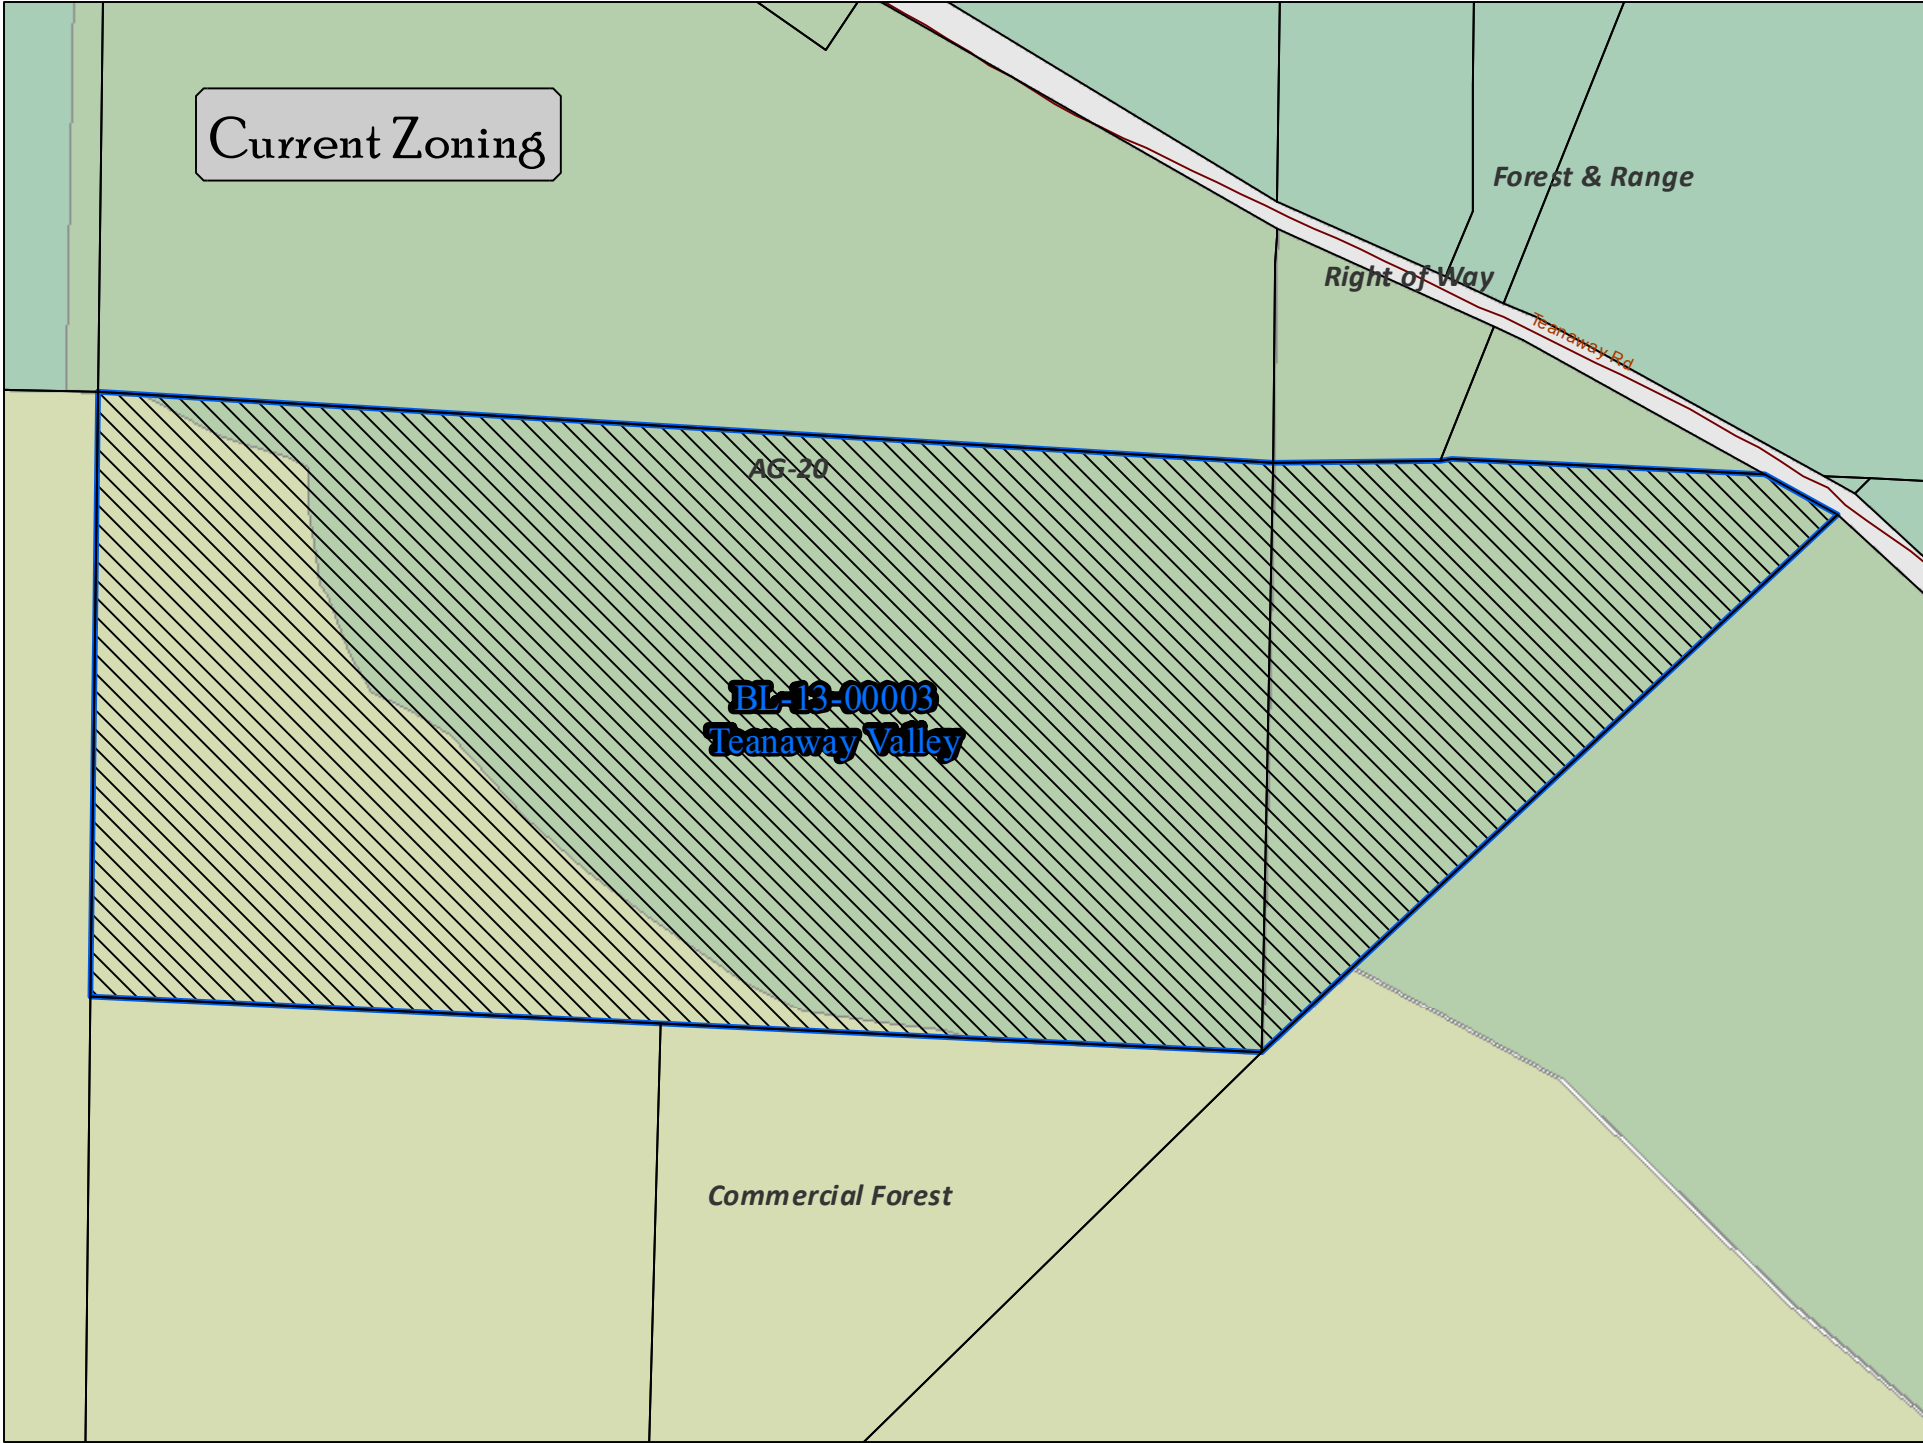 Current Zoning
Forest & Range
Right of Way
Teanaway Rd
AG-20
BL-13-00003
Teanaway Valley
Commercial Forest